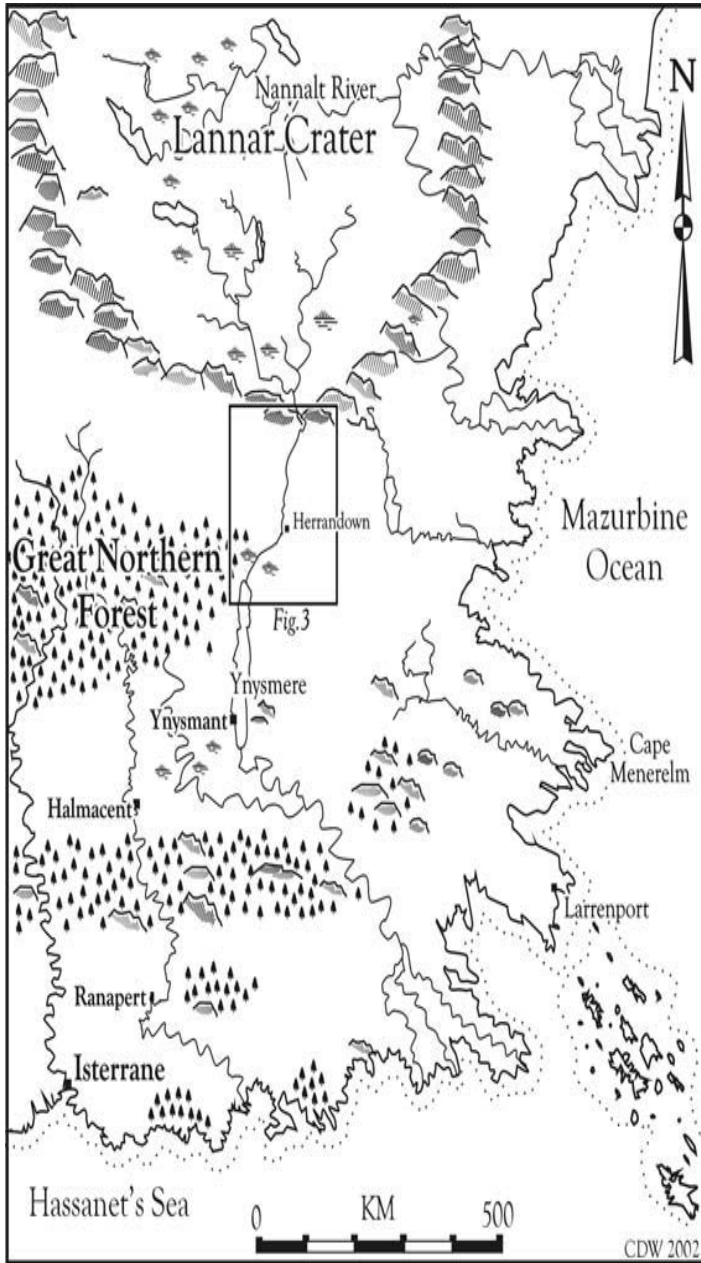 Nannalt River
Lannar Crater
N
Herrandown
Mazurbine
Ocean
Great Northern
Forest
Fig.3
Ynysmere
Ynysmant
Cape
Menerelm
Halmacent
Larrenport
Ranapert
Isterrane
Hassanet's Sea
KM
0
500
CDW 2002